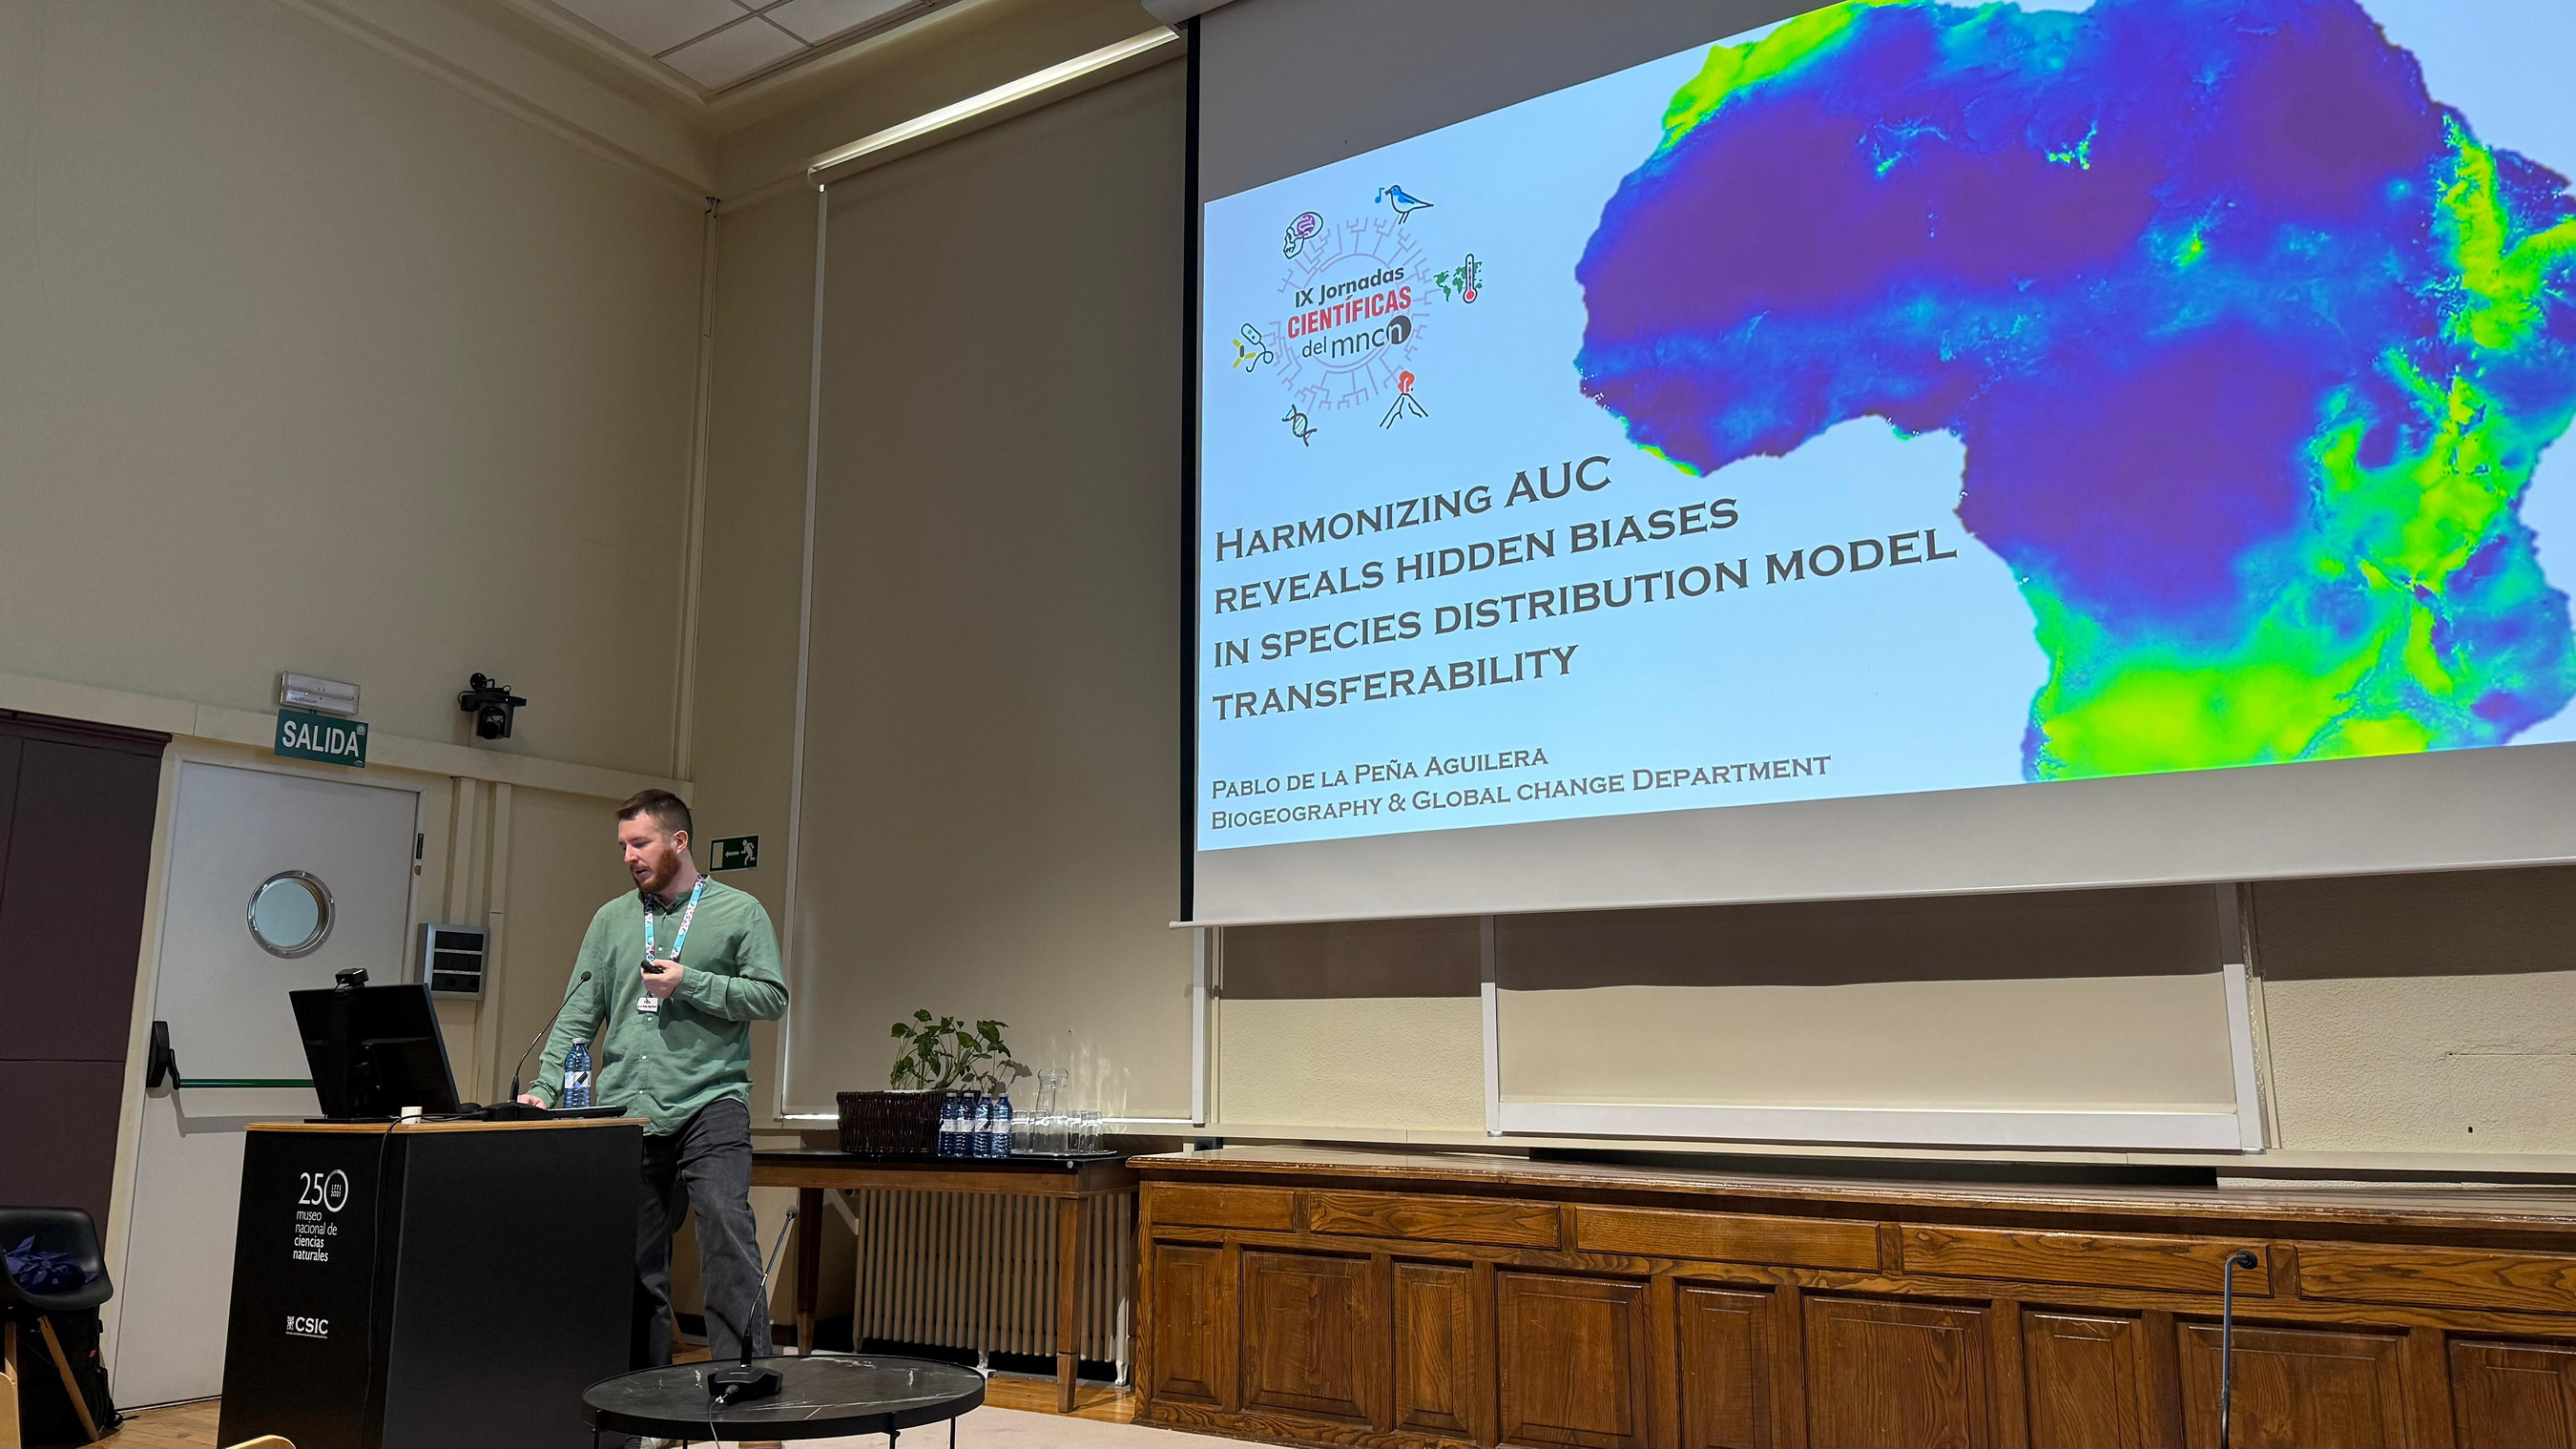 IX Jornadas
CIENTÍFICAS
del mncn
HARMONIZING AUC
REVEALS HIDDEN BIASES
IN SPECIES DISTRIBUTION MODEL
TRANSFERABILITY
PABLO DE LA PEÑA AGUILERA
BIOGEOGRAPHY & GLOBAL CHANGE DEPARTMENT
SALIDA
250
museo
nacional de
ciencias
naturales
CSIC